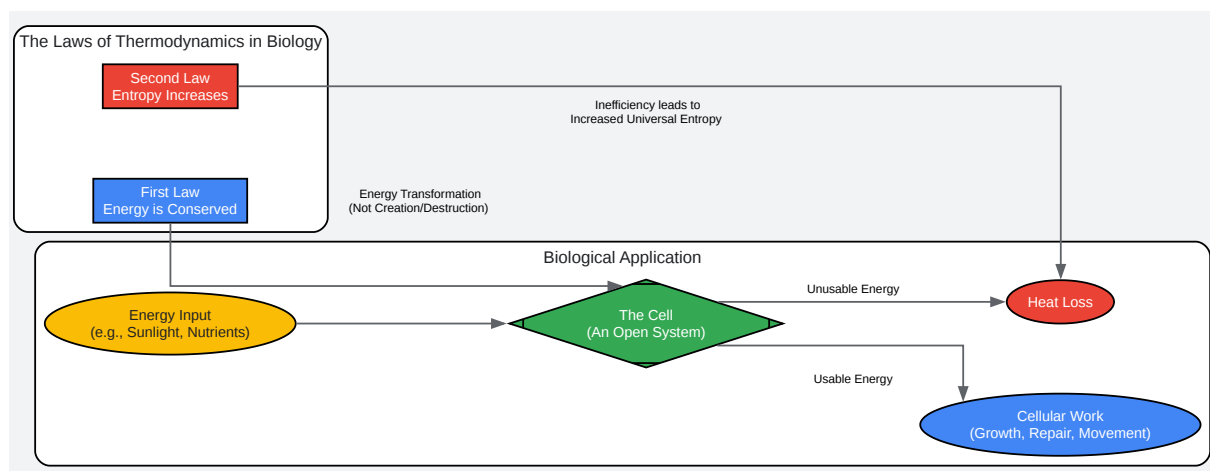 The Laws of Thermodynamics in Biology
Second Law
Entropy Increases
Inefficiency leads to
Increased Universal Entropy
First Law
Energy is Conserved
Energy Transformation
(Not Creation/Destruction)
Biological Application
Energy Input
(e.g., Sunlight, Nutrients)
The Cell
(An Open System)
Unusable Energy
Heat Loss
Usable Energy
Cellular Work
(Growth, Repair, Movement)